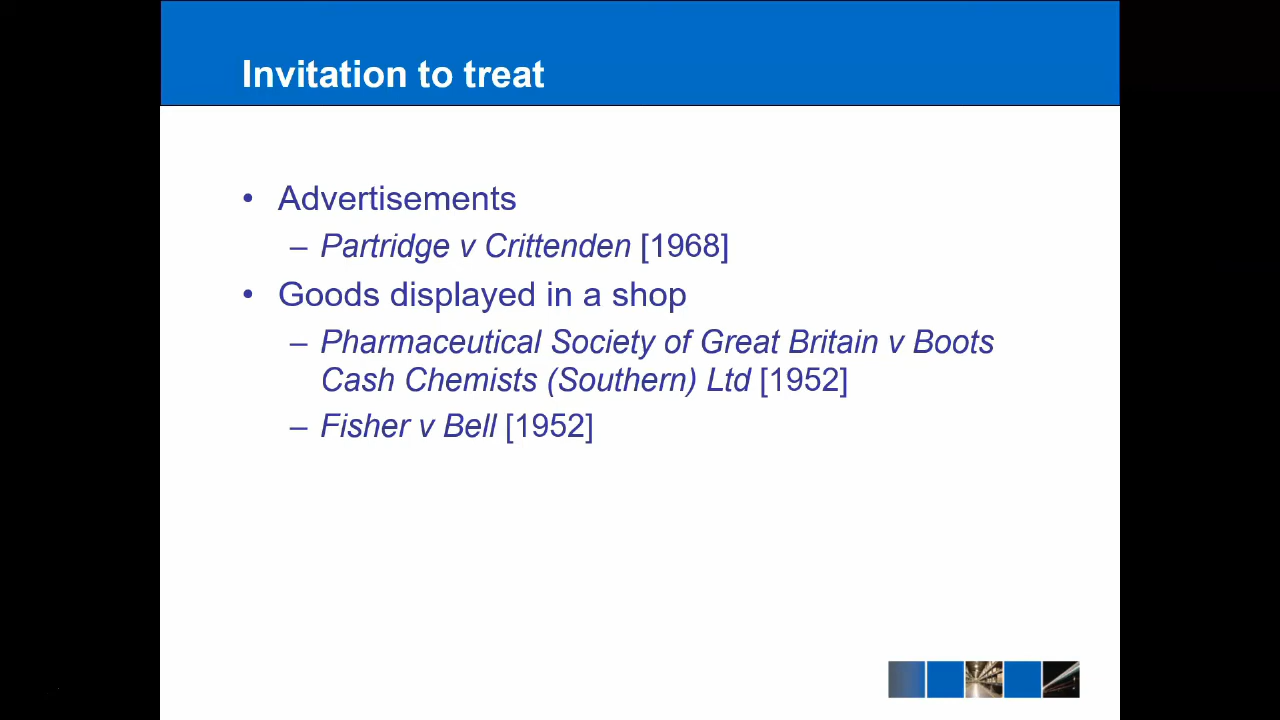 Invitation to treat
• Advertisements
– Partridge v Crittenden [1968]
• Goods displayed in a shop
– Pharmaceutical Society of Great Britain v Boots
Cash Chemists (Southern) Ltd [1952]
– Fisher v Bell [1952]